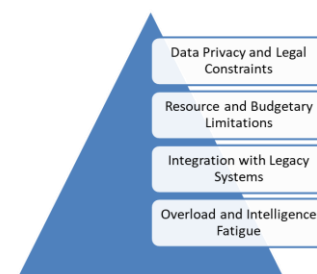 Data Privacy and Legal
Constraints
Resource and Budgetary
Limitations
Integration with Legacy
Systems
Overload and Intelligence
Fatigue